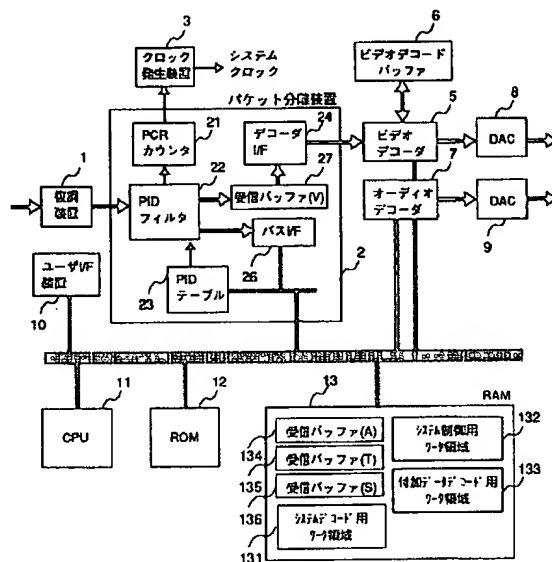 3
クロック
発生装置
システム
クロック
6
ビデオデコード
バッファ
パケット分離装置
21
PCR
カウンタ
24
デコーダ
I/F
5
ビデオ
デコーダ
8
DAC
1
復調
装置
22
PID
フィルタ
27
受信バッファ(V)
7
オーディオ
デコーダ
DAC
9
バスI/F
26
2
ユーザI/F
装置
10
23
PID
テーブル
11
CPU
12
ROM
13
RAM
受信バッファ(A)
134
受信バッファ(T)
135
受信バッファ(S)
136
システムデコード用
ワーク領域
131
システム制御用
ワーク領域
132
付加データデコード用
ワーク領域
133